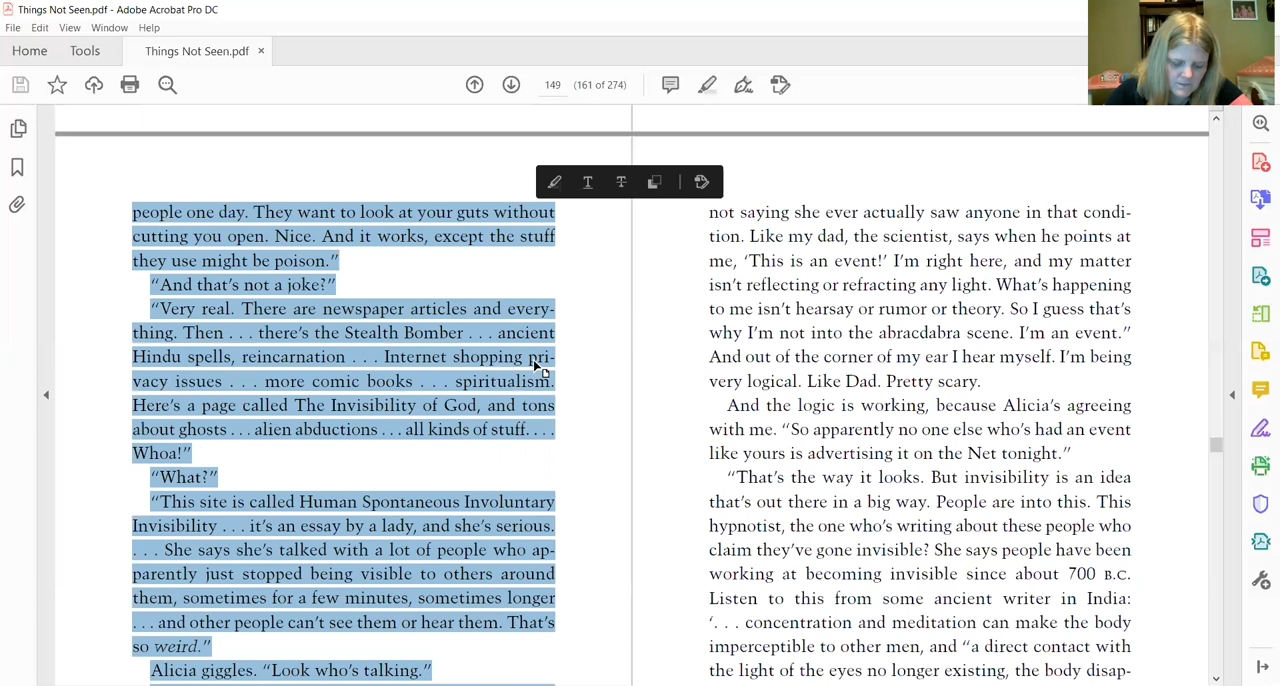 Things Not Seen.pdf - Adobe Acrobat Pro DC
File Edit View Window Help
Home Tools Things Not Seen.pdf ×
149 (161 of 274)
people one day. They want to look at your guts without
cutting you open. Nice. And it works, except the stuff
they use might be poison.”
“And that’s not a joke?”
“Very real. There are newspaper articles and every-
thing. Then . . . there’s the Stealth Bomber . . . ancient
Hindu spells, reincarnation . . . Internet shopping pri-
vacy issues . . . more comic books . . . spiritualism.
Here’s a page called The Invisibility of God, and tons
about ghosts . . . alien abductions . . . all kinds of stuff. . . .
Whoa!”
“What?”
“This site is called Human Spontaneous Involuntary
Invisibility . . . it’s an essay by a lady, and she’s serious.
. . . She says she’s talked with a lot of people who ap-
parently just stopped being visible to others around
them, sometimes for a few minutes, sometimes longer
. . . and other people can’t see them or hear them. That’s
so weird.”
Alicia giggles. “Look who’s talking.”
not saying she ever actually saw anyone in that condi-
tion. Like my dad, the scientist, says when he points at
me, ‘This is an event!’ I’m right here, and my matter
isn’t reflecting or refracting any light. What’s happening
to me isn’t hearsay or rumor or theory. So I guess that’s
why I’m not into the abracadabra scene. I’m an event.”
And out of the corner of my ear I hear myself. I’m being
very logical. Like Dad. Pretty scary.
And the logic is working, because Alicia’s agreeing
with me. “So apparently no one else who’s had an event
like yours is advertising it on the Net tonight.”
“That’s the way it looks. But invisibility is an idea
that’s out there in a big way. People are into this. This
hypnotist, the one who’s writing about these people who
claim they’ve gone invisible? She says people have been
working at becoming invisible since about 700 B.C.
Listen to this from some ancient writer in India:
‘. . . concentration and meditation can make the body
imperceptible to other men, and “a direct contact with
the light of the eyes no longer existing, the body disap-